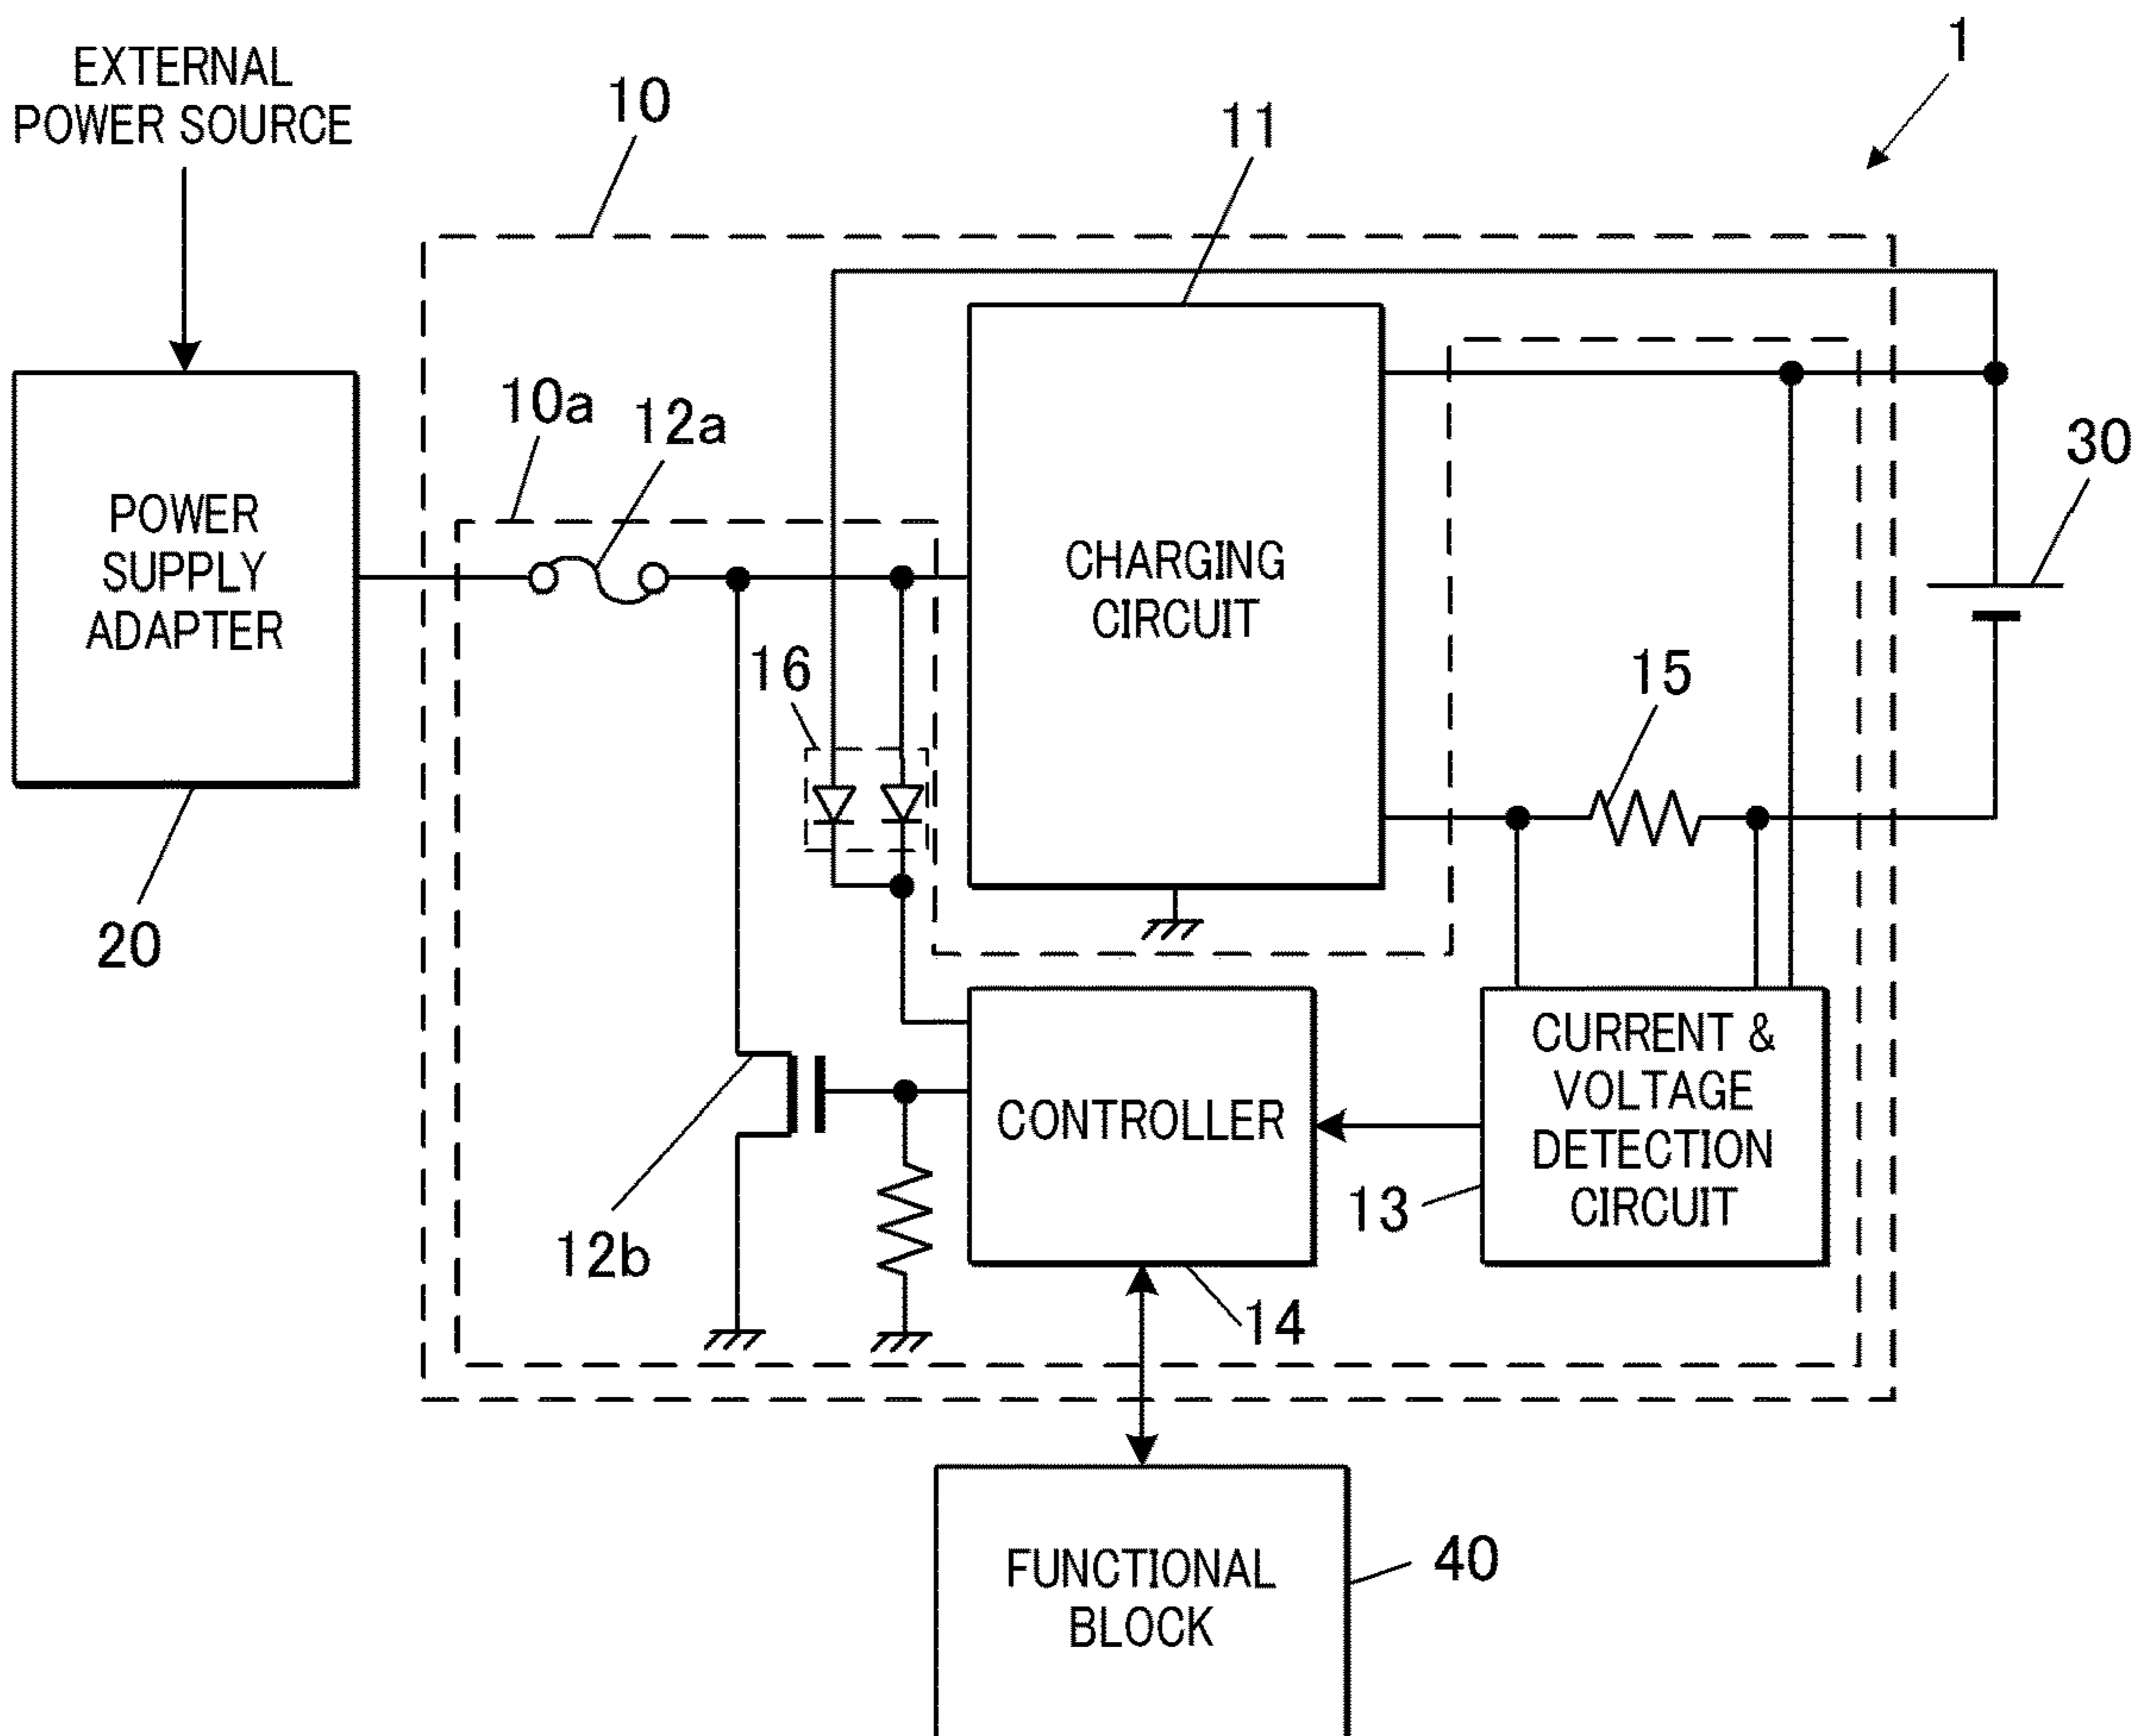 1
EXTERNAL
POWER SOURCE
10
11
10a
12a
30
POWER
SUPPLY
ADAPTER
CHARGING
CIRCUIT
16
15
20
CURRENT &
VOLTAGE
DETECTION
CIRCUIT
CONTROLLER
13
12b
14
FUNCTIONAL
BLOCK
40